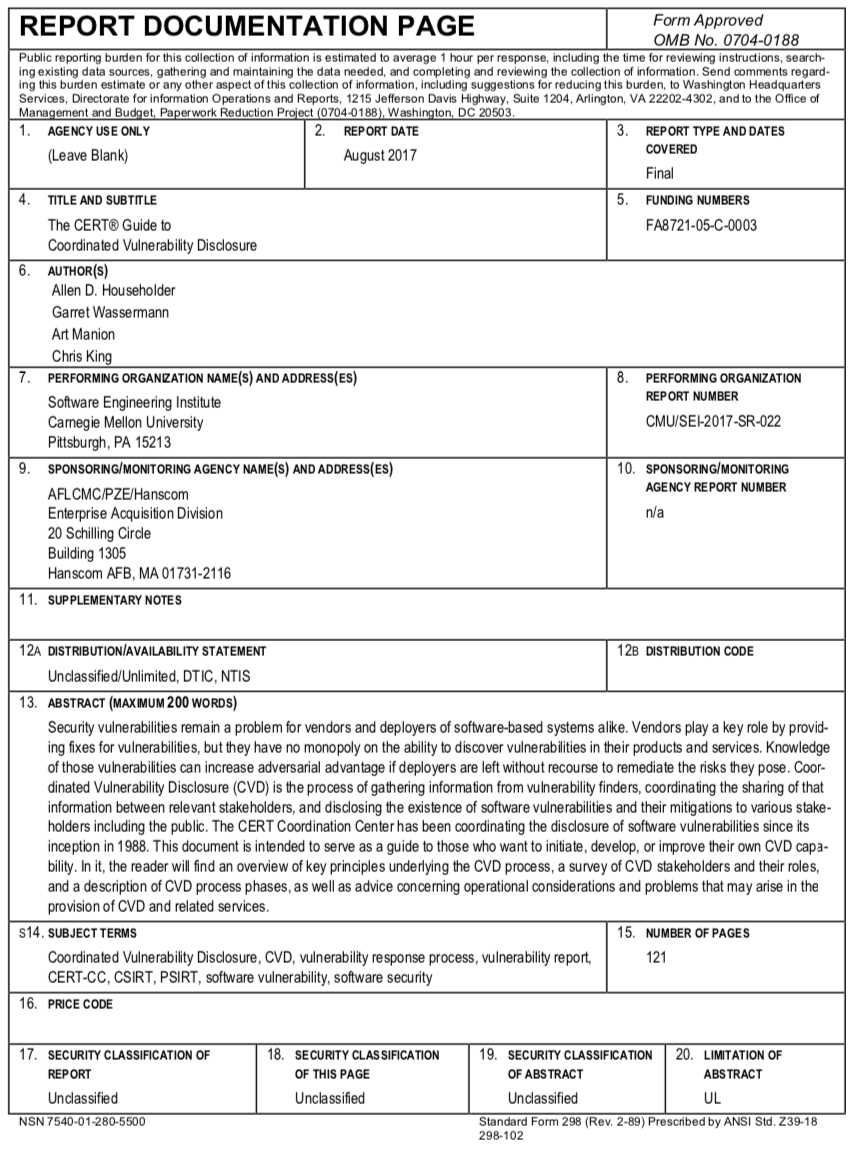 REPORT DOCUMENTATION PAGE
Form Approved
OMB No. 0704-0188
Public reporting burden for this collection of information is estimated to average 1 hour per response, including the time for reviewing instructions, search-
ing existing data sources, gathering and maintaining the data needed, and completing and reviewing the collection of information. Send comments regard-
ing this burden estimate or any other aspect of this collection of information, including suggestions for reducing this burden, to Washington Headquarters
Services, Directorate for information Operations and Reports, 1215 Jefferson Davis Highway, Suite 1204, Arlington, VA 22202-4302, and to the Office of
Management and Budget, Paperwork Reduction Project (0704-0188), Washington, DC 20503.
1. AGENCY USE ONLY
(Leave Blank)
2. REPORT DATE
August 2017
3. REPORT TYPE AND DATES
COVERED
Final
4. TITLE AND SUBTITLE
The CERT® Guide to
Coordinated Vulnerability Disclosure
5. FUNDING NUMBERS
FA8721-05-C-0003
6. AUTHOR(S)
Allen D. Householder
Garret Wassermann
Art Manion
Chris King
7. PERFORMING ORGANIZATION NAME(S) AND ADDRESS(ES)
Software Engineering Institute
Carnegie Mellon University
Pittsburgh, PA 15213
8. PERFORMING ORGANIZATION
REPORT NUMBER
CMU/SEI-2017-SR-022
9. SPONSORING/MONITORING AGENCY NAME(S) AND ADDRESS(ES)
AFLCMC/PZE/Hanscom
Enterprise Acquisition Division
20 Schilling Circle
Building 1305
Hanscom AFB, MA 01731-2116
10. SPONSORING/MONITORING
AGENCY REPORT NUMBER
n/a
11. SUPPLEMENTARY NOTES
12A DISTRIBUTION/AVAILABILITY STATEMENT
Unclassified/Unlimited, DTIC, NTIS
12B DISTRIBUTION CODE
13. ABSTRACT (MAXIMUM 200 WORDS)
Security vulnerabilities remain a problem for vendors and deployers of software-based systems alike. Vendors play a key role by provid-
ing fixes for vulnerabilities, but they have no monopoly on the ability to discover vulnerabilities in their products and services. Knowledge
of those vulnerabilities can increase adversarial advantage if deployers are left without recourse to remediate the risks they pose. Coor-
dinated Vulnerability Disclosure (CVD) is the process of gathering information from vulnerability finders, coordinating the sharing of that
information between relevant stakeholders, and disclosing the existence of software vulnerabilities and their mitigations to various stake-
holders including the public. The CERT Coordination Center has been coordinating the disclosure of software vulnerabilities since its
inception in 1988. This document is intended to serve as a guide to those who want to initiate, develop, or improve their own CVD capa-
bility. In it, the reader will find an overview of key principles underlying the CVD process, a survey of CVD stakeholders and their roles,
and a description of CVD process phases, as well as advice concerning operational considerations and problems that may arise in the
provision of CVD and related services.
S14. SUBJECT TERMS
Coordinated Vulnerability Disclosure, CVD, vulnerability response process, vulnerability report,
CERT-CC, CSIRT, PSIRT, software vulnerability, software security
15. NUMBER OF PAGES
121
16. PRICE CODE
17. SECURITY CLASSIFICATION OF
REPORT
Unclassified
18. SECURITY CLASSIFICATION
OF THIS PAGE
Unclassified
19. SECURITY CLASSIFICATION
OF ABSTRACT
Unclassified
20. LIMITATION OF
ABSTRACT
UL
NSN 7540-01-280-5500
Standard Form 298 (Rev. 2-89) Prescribed by ANSI Std. Z39-18
298-102